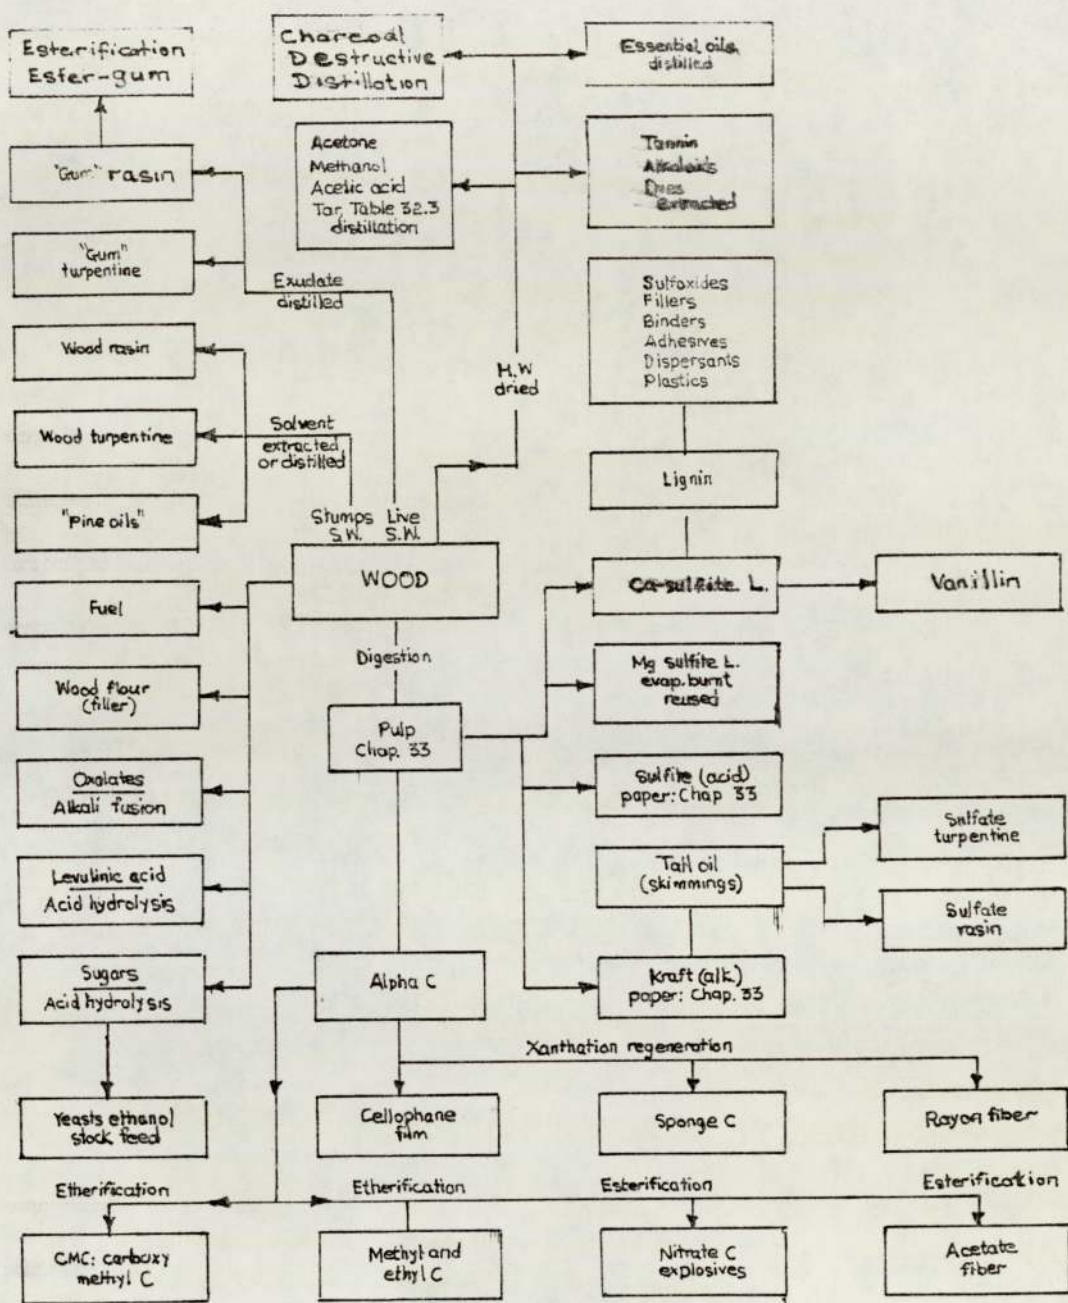 Esterification
Esfer-gum
Charcoal
Destructive
Distillation
Essential oils
distilled
"Gum" rasin
Acetone
Methanol
Acetic acid
Tar, Table 32.3
distillation
Tannin
Alkaloids
Dyes
extracted
"Gum"
turpentine
Exudate
distilled
Sulfoxides
Fillers
Binders
Adhesives
Dispersants
Plastics
Wood rasin
H.W
dried
Wood turpentine
Solvent
extracted
or distilled
Lignin
"Pine oils"
Stumps
S.W.
Live
S.W.
WOOD
Ca-sulfite L.
Vanillin
Fuel
Digestion
Wood flour
(filler)
Mg sulfite L.
evap. burnt
reused
Pulp
Chap. 33
Oxalates
Alkali fusion
Sulfite (acid)
paper: Chap 33
Sulfate
turpentine
Tall oil
(skimmings)
Levulinic acid
Acid hydrolysis
Sulfate
rasin
Sugars
Acid hydrolysis
Alpha C
Kraft (alk.)
paper: Chap. 33
Xanthation regeneration
Yeasts ethanol
stock feed
Cellophane
film
Sponge C
Rayon fiber
Etherification
Etherification
Esterification
Esterification
CMC: carboxy
methyl C
Methyl and
ethyl C
Nitrate C
explosives
Acetate
fiber